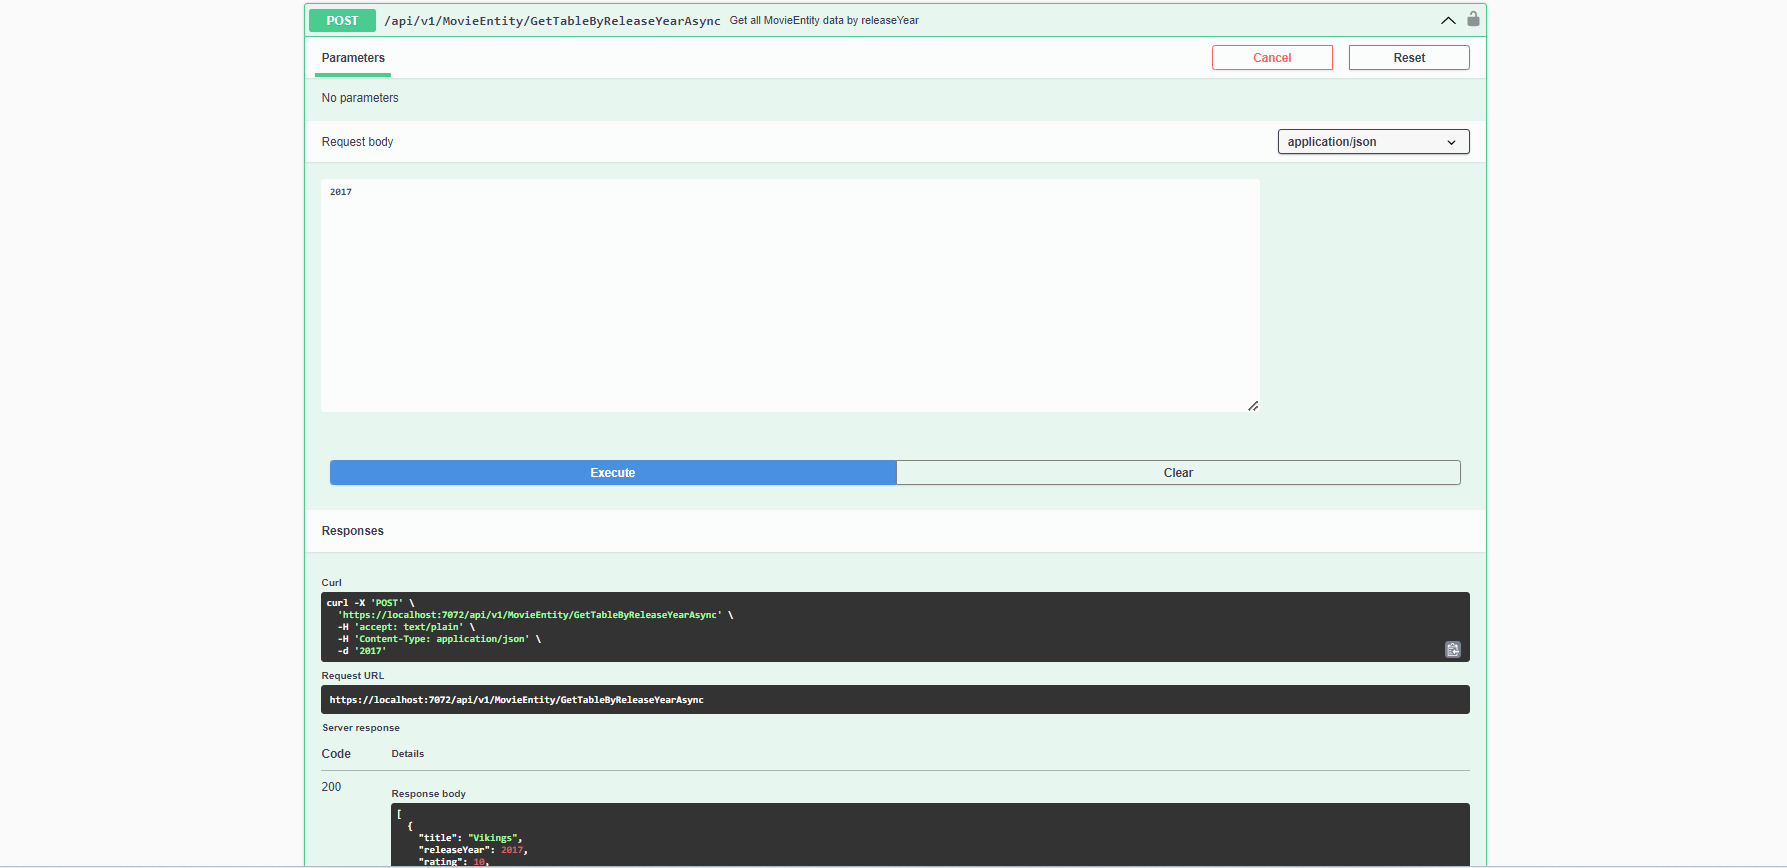 POST /api/v1/MovieEntity/GetTableByReleaseYearAsync Get all MovieEntity data by releaseYear
Parameters Cancel Reset
No parameters
Request body application/json
2017
Execute Clear
Responses
Curl
curl -X 'POST' \
'https://localhost:7072/api/v1/MovieEntity/GetTableByReleaseYearAsync' \
-H 'accept: text/plain' \
-H 'Content-Type: application/json' \
-d '2017'
Request URL
https://localhost:7072/api/v1/MovieEntity/GetTableByReleaseYearAsync
Server response
Code Details
200
Response body
[
{
"title": "Vikings",
"releaseYear": 2017,
"rating": 10,